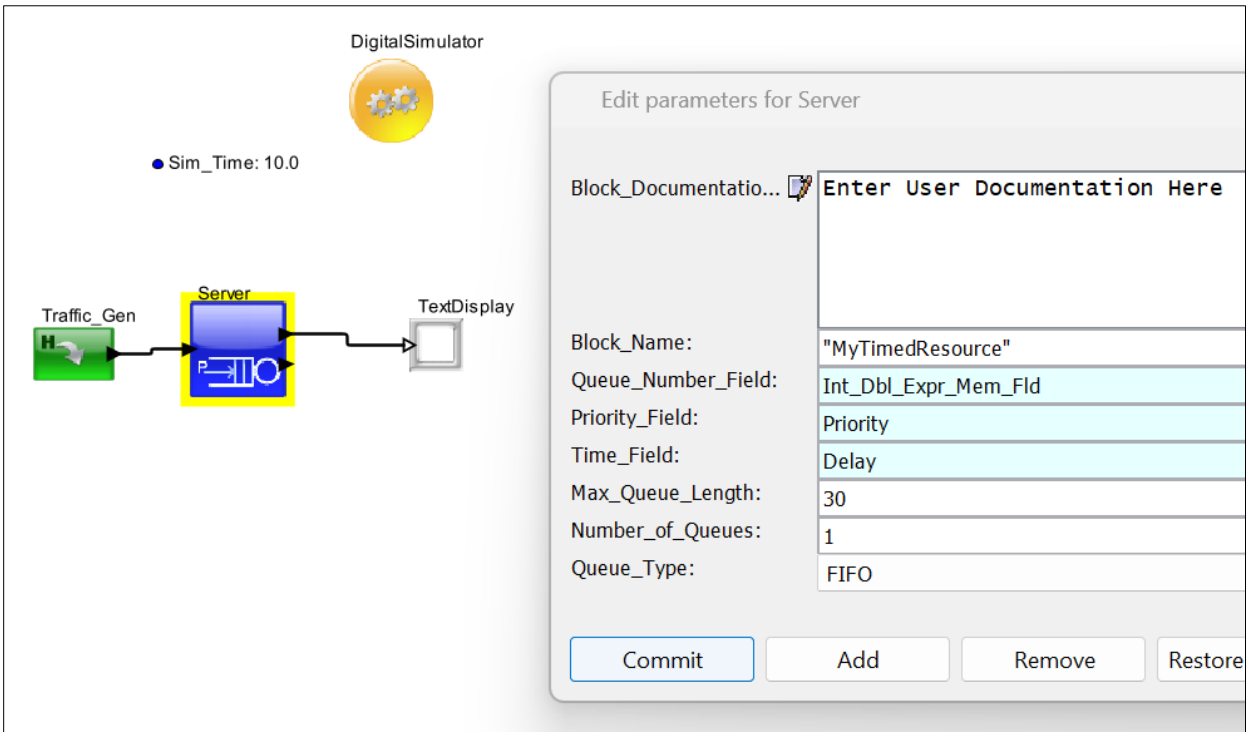 DigitalSimulator
Sim_Time: 10.0
Traffic_Gen
H
Server
P
TextDisplay
Edit parameters for Server
Block_Documentatio... Enter User Documentation Here
Block_Name: "MyTimedResource"
Queue_Number_Field: Int_Dbl_Expr_Mem_Fld
Priority_Field: Priority
Time_Field: Delay
Max_Queue_Length: 30
Number_of_Queues: 1
Queue_Type: FIFO
Commit Add Remove Restore